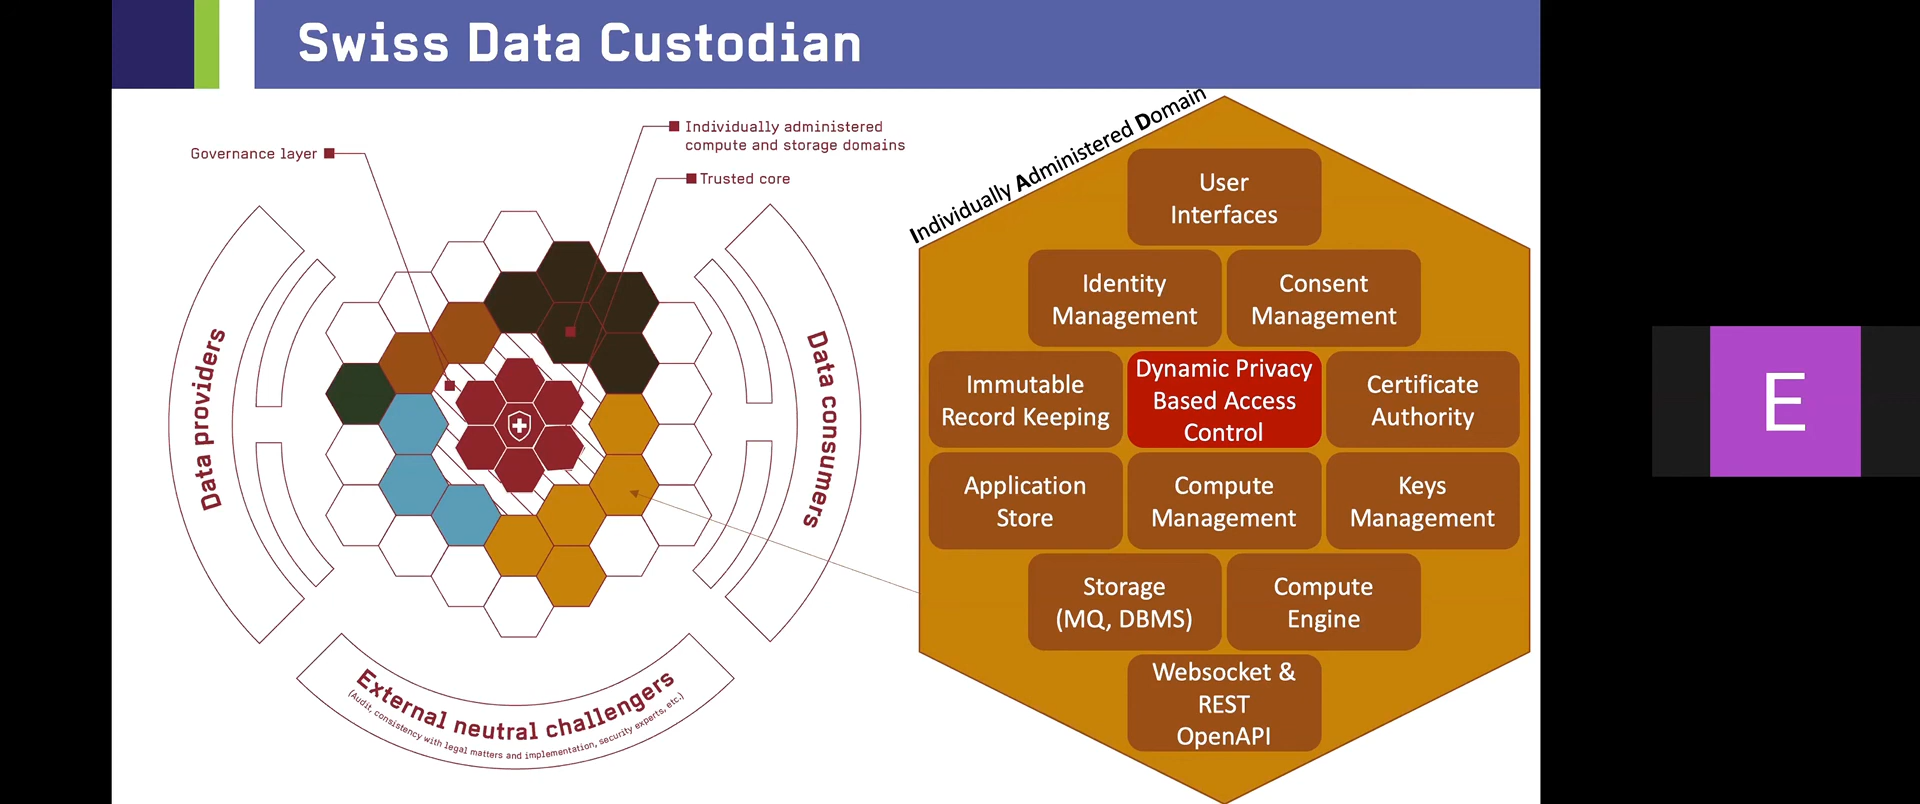 Swiss Data Custodian
Governance layer
Individually administered
compute and storage domains
Trusted core
Data providers
Data consumers
External neutral challengers
(Audit, consistency with legal matters and implementation, security experts, etc.)
Individually Administered Domain
User
Interfaces
Identity
Management
Consent
Management
Immutable
Record Keeping
Dynamic Privacy
Based Access
Control
Certificate
Authority
Application
Store
Compute
Management
Keys
Management
Storage
(MQ, DBMS)
Compute
Engine
Websocket &
REST
OpenAPI
E